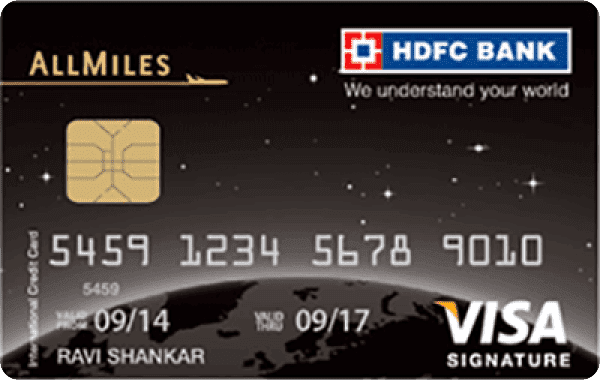 ALLMILES
HDFC BANK
We understand your world
International Credit Card
5459 1234 5678 9010
5459
VALID FROM 09/14 VALID THRU 09/17
RAVI SHANKAR
VISA
SIGNATURE